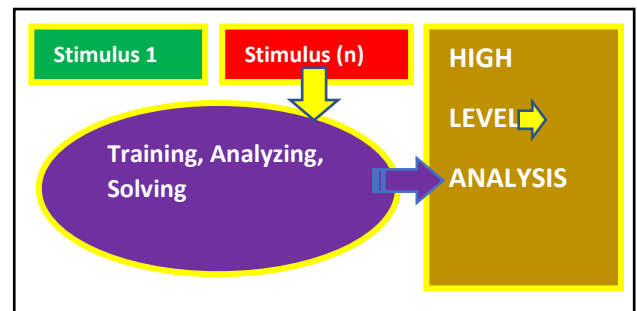 Stimulus 1
Stimulus (n)
Training, Analyzing,
Solving
HIGH
LEVEL
ANALYSIS